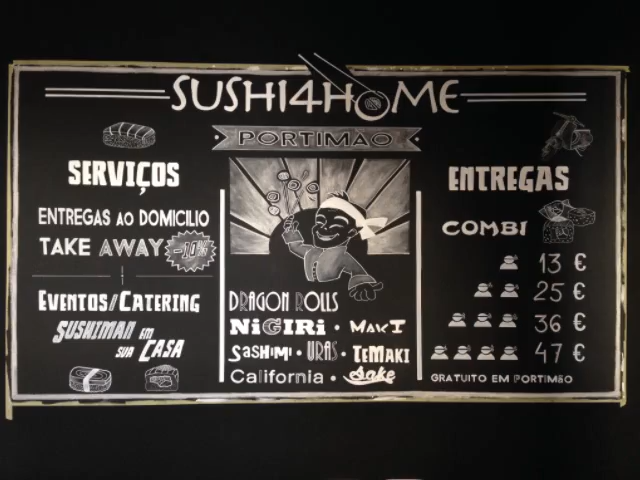 SUSHI4HOME
PORTIMAO
SERVIÇOS
ENTREGAS AO DOMICILIO
TAKE AWAY -10%
EVENTOS/CATERING
SUSHIMAN EM
SUA CASA
DRAGON ROLLS
NiGiRi • MAKI
SASHIMI • URAS • TEMAKI
California • Sake
ENTREGAS
COMBI
13 €
25 €
36 €
47 €
GRATUITO EM PORTIMÃO